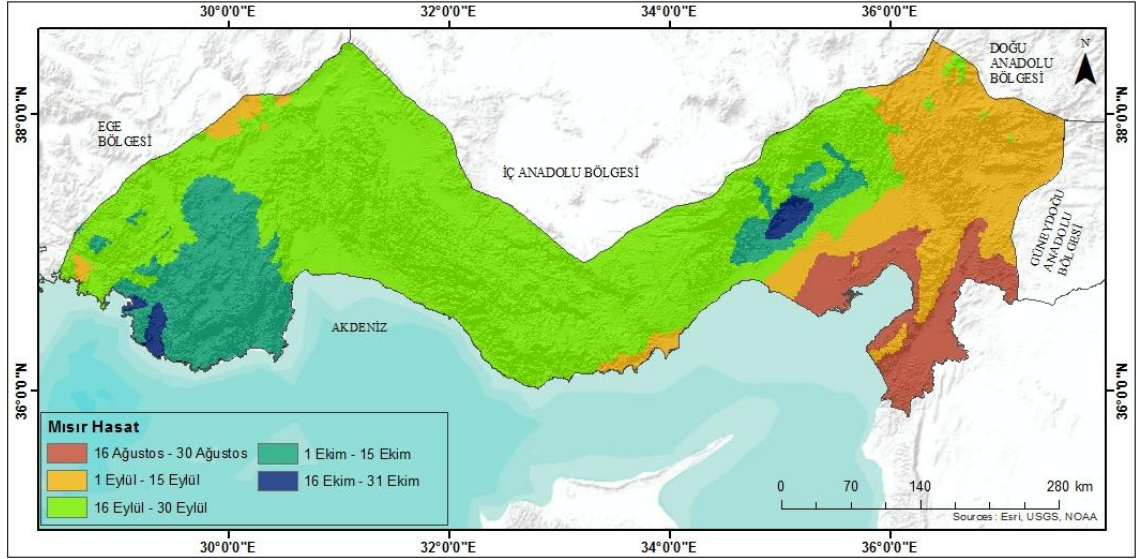 30°0'0"E 32°0'0"E 34°0'0"E 36°0'0"E
N
DOĞU
ANADOLU
BÖLGESİ
38°0'0"N
38°0'0"N
EGE
BÖLGESİ
İÇ ANADOLU BÖLGESİ
GÜNEYDOĞU
ANADOLU
BÖLGESİ
AKDENİZ
36°0'0"N
36°0'0"N
Mısır Hasat
16 Ağustos - 30 Ağustos
1 Eylül - 15 Eylül
16 Eylül - 30 Eylül
1 Ekim - 15 Ekim
16 Ekim - 31 Ekim
0 70 140 280 km
Sources: Esri, USGS, NOAA
30°0'0"E 32°0'0"E 34°0'0"E 36°0'0"E